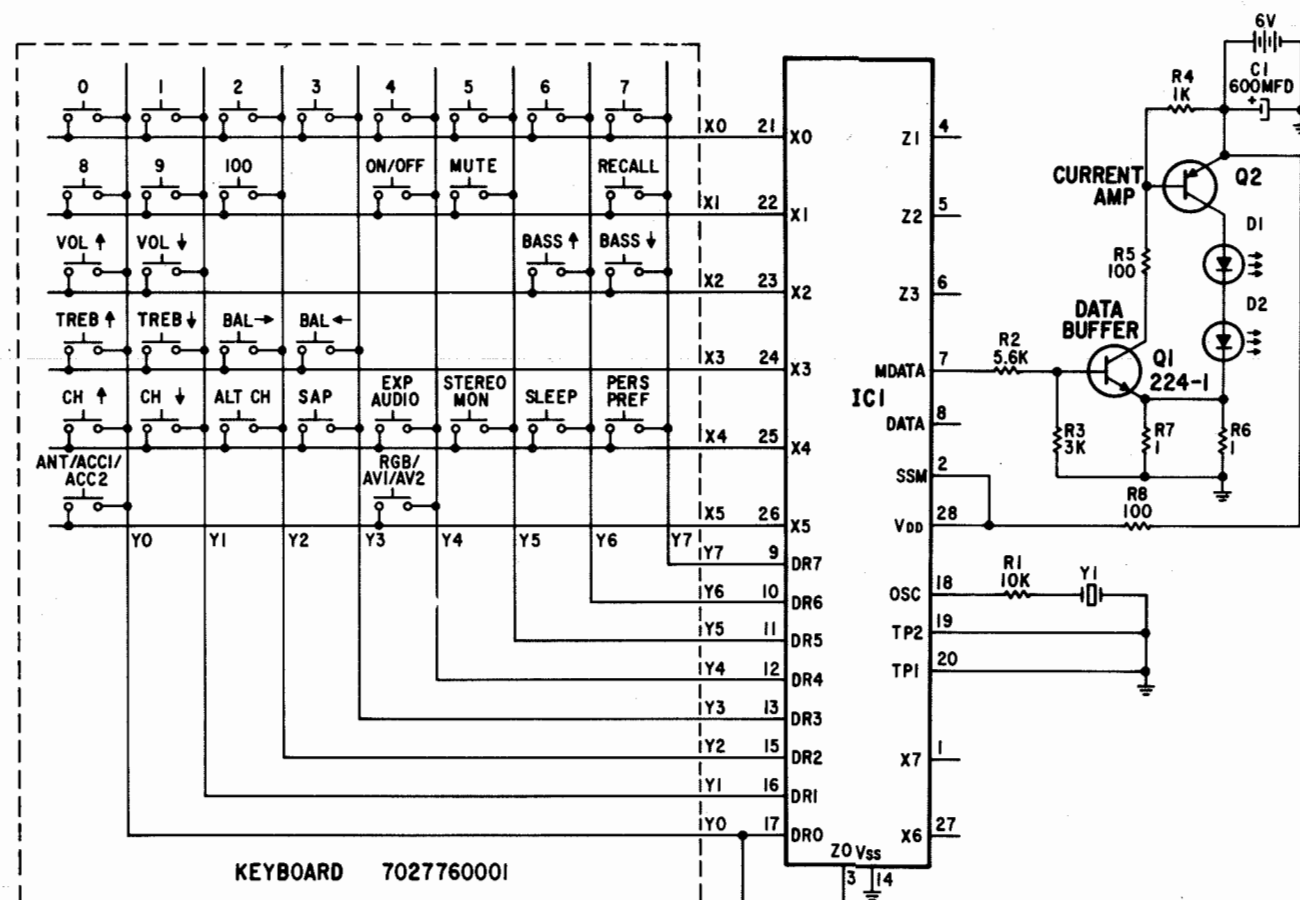 6V
C1
600MFD
R4
1K
0 1 2 3 4 5 6 7
X0 21 X0
Z1 4
8 9 100 ON/OFF MUTE RECALL
X1 22 X1
CURRENT
AMP
Q2
Z2 5
VOL ↑ VOL ↓ BASS ↑ BASS ↓
X2 23 X2
D1
R5
100
Z3 6
TREB ↑ TREB ↓ BAL→ BAL←
X3 24 X3
D2
DATA
BUFFER
MDATA 7
R2
5.6K
Q1
224-1
IC1
CH ↑ CH ↓ ALT CH SAP EXP
AUDIO STEREO
MON SLEEP PERS
PREF
X4 25 X4
DATA 8
R3
3K
R7
1
R6
1
ANT/ACC1/
ACC2
RGB/
AV1/AV2
X5 26 X5
SSM 2
VDD 28
R8
100
Y0 Y1 Y2 Y3 Y4 Y5 Y6 Y7
Y7 9 DR7
Y6 10 DR6
Y5 11 DR5
Y4 12 DR4
Y3 13 DR3
Y2 15 DR2
Y1 16 DR1
Y0 17 DR0
OSC 18
R1
10K
Y1
TP2 19
TP1 20
X7 1
X6 27
Z0 VSS
3 14
KEYBOARD 7027760001